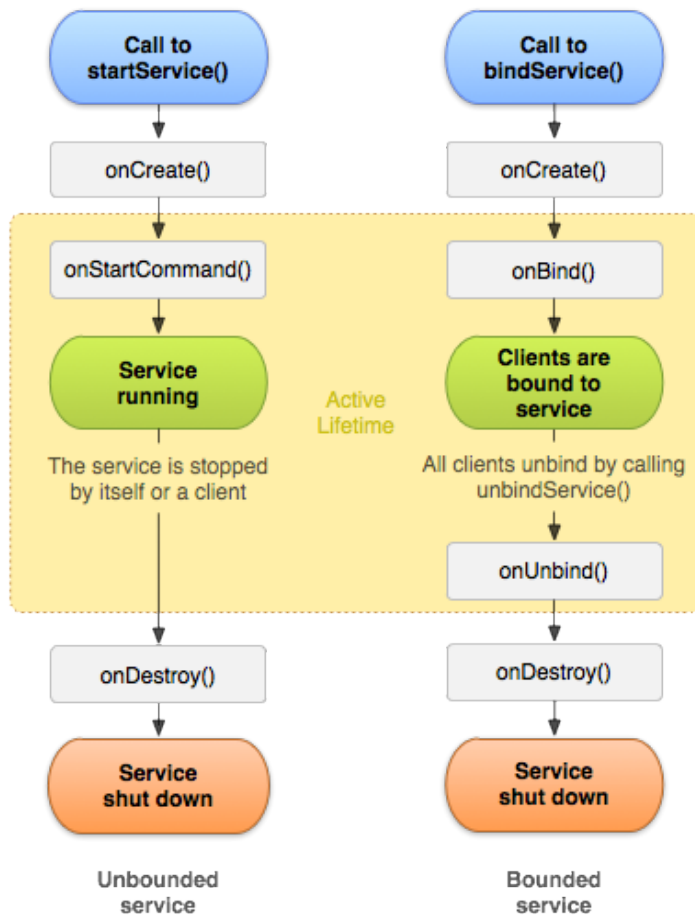 Call to
startService()
Call to
bindService()
onCreate()
onCreate()
onStartCommand()
onBind()
Service
running
Clients are
bound to
service
Active
Lifetime
The service is stopped
by itself or a client
All clients unbind by calling
unbindService()
onUnbind()
onDestroy()
onDestroy()
Service
shut down
Service
shut down
Unbounded
service
Bounded
service